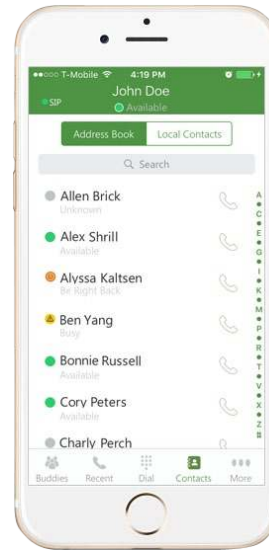 T-Mobile 4:19 PM
John Doe
SIP
Available
Address Book Local Contacts
Search
Allen Brick
Unknown
Alex Shrill
Available
Alyssa Kaltsen
Be Right Back
Ben Yang
Busy
Bonnie Russell
Available
Cory Peters
Available
Charly Perch
A
C
E
G
I
K
M
P
R
T
V
X
Z
Buddies Recent Dial Contacts More